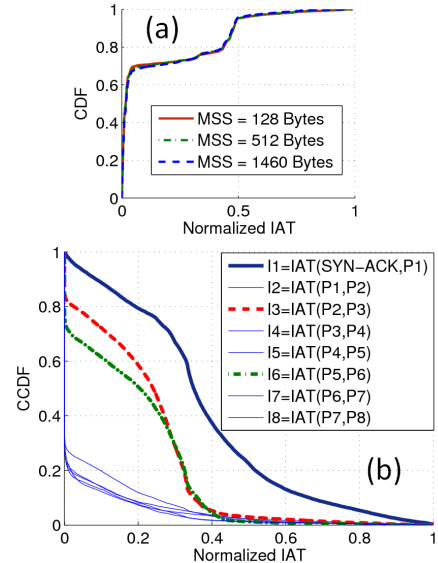 (a)
1
0.8
0.6
0.4
0.2
0
CDF
MSS = 128 Bytes
MSS = 512 Bytes
MSS = 1460 Bytes
0
0.5
1
Normalized IAT
1
0.8
0.6
0.4
0.2
0
CCDF
I1=IAT(SYN-ACK,P1)
I2=IAT(P1,P2)
I3=IAT(P2,P3)
I4=IAT(P3,P4)
I5=IAT(P4,P5)
I6=IAT(P5,P6)
I7=IAT(P6,P7)
I8=IAT(P7,P8)
(b)
0
0.2
0.4
0.6
0.8
1
Normalized IAT